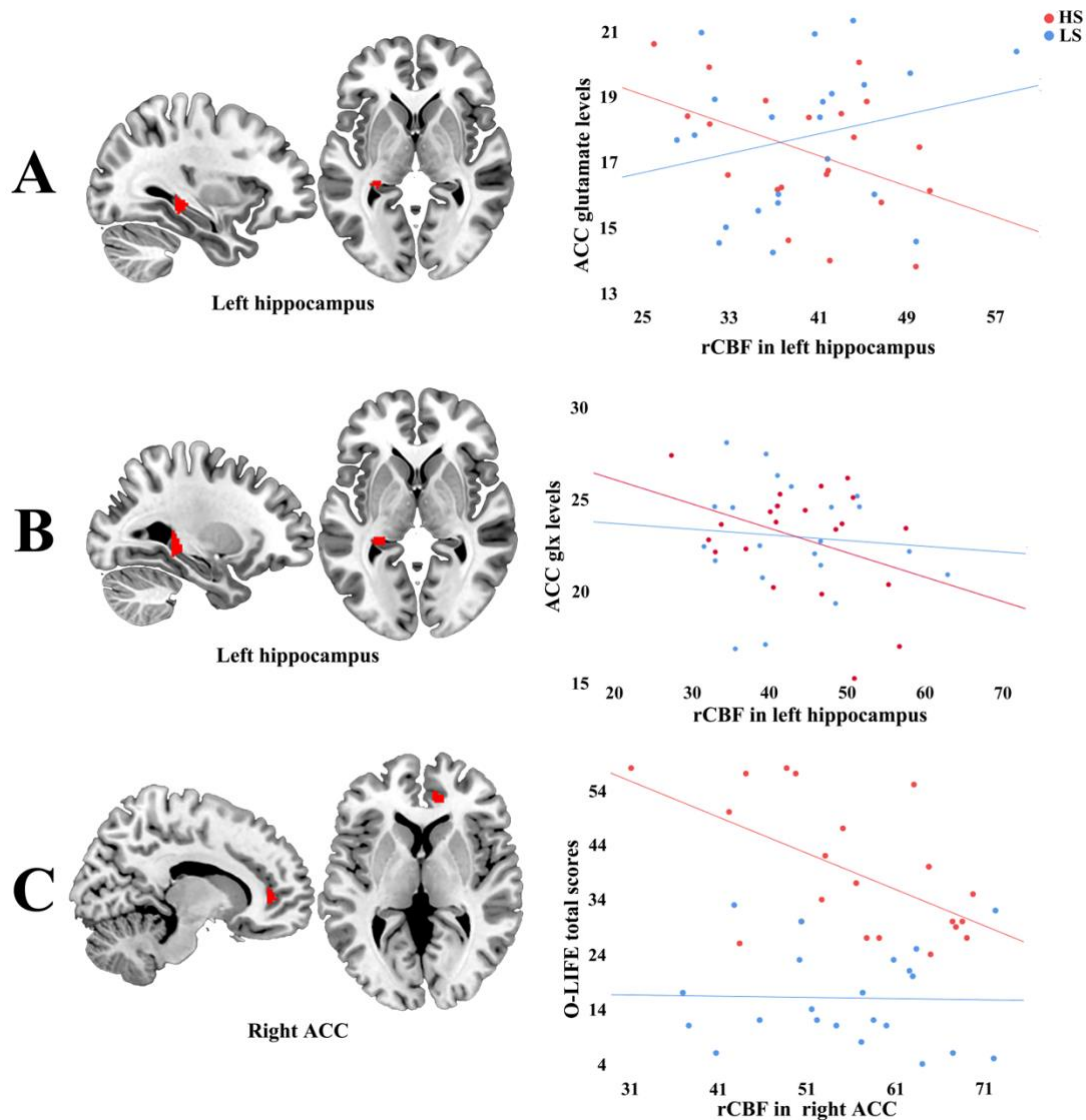 HS
LS
A
Left hippocampus
ACC glutamate levels
21
19
17
15
13
25 33 41 49 57
rCBF in left hippocampus
B
Left hippocampus
ACC glx levels
30
25
20
15
20 30 40 50 60 70
rCBF in left hippocampus
C
Right ACC
O-LIFE total scores
54
44
34
24
14
4
31 41 51 61 71
rCBF in right ACC